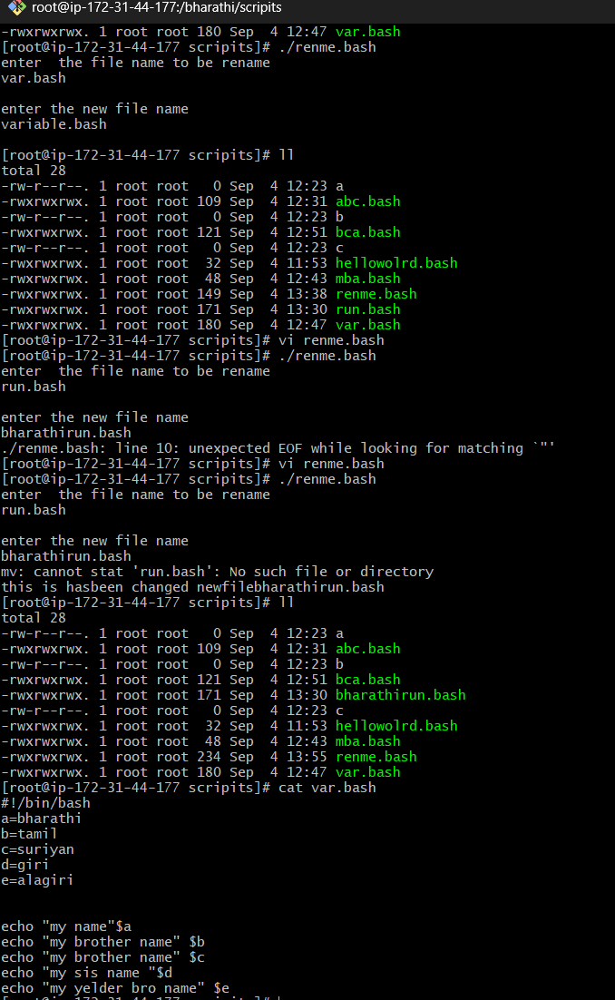 root@ip-172-31-44-177:/bharathi/scripits
-rwxrwxrwx. 1 root root 180 Sep  4 12:47 var.bash
[root@ip-172-31-44-177 scripits]# ./renme.bash
enter  the file name to be rename
var.bash

enter the new file name
variable.bash

[root@ip-172-31-44-177 scripits]# ll
total 28
-rw-r--r--. 1 root root   0 Sep  4 12:23 a
-rwxrwxrwx. 1 root root 109 Sep  4 12:31 abc.bash
-rw-r--r--. 1 root root   0 Sep  4 12:23 b
-rwxrwxrwx. 1 root root 121 Sep  4 12:51 bca.bash
-rw-r--r--. 1 root root   0 Sep  4 12:23 c
-rwxrwxrwx. 1 root root  32 Sep  4 11:53 hellowolrd.bash
-rwxrwxrwx. 1 root root  48 Sep  4 12:43 mba.bash
-rwxrwxrwx. 1 root root 149 Sep  4 13:38 renme.bash
-rwxrwxrwx. 1 root root 171 Sep  4 13:30 run.bash
-rwxrwxrwx. 1 root root 180 Sep  4 12:47 var.bash
[root@ip-172-31-44-177 scripits]# vi renme.bash
[root@ip-172-31-44-177 scripits]# ./renme.bash
enter  the file name to be rename
run.bash

enter the new file name
bharathirun.bash
./renme.bash: line 10: unexpected EOF while looking for matching `"'
[root@ip-172-31-44-177 scripits]# vi renme.bash
[root@ip-172-31-44-177 scripits]# ./renme.bash
enter  the file name to be rename
run.bash

enter the new file name
bharathirun.bash
mv: cannot stat 'run.bash': No such file or directory
this is hasbeen changed newfilebharathirun.bash
[root@ip-172-31-44-177 scripits]# ll
total 28
-rw-r--r--. 1 root root   0 Sep  4 12:23 a
-rwxrwxrwx. 1 root root 109 Sep  4 12:31 abc.bash
-rw-r--r--. 1 root root   0 Sep  4 12:23 b
-rwxrwxrwx. 1 root root 121 Sep  4 12:51 bca.bash
-rwxrwxrwx. 1 root root 171 Sep  4 13:30 bharathirun.bash
-rw-r--r--. 1 root root   0 Sep  4 12:23 c
-rwxrwxrwx. 1 root root  32 Sep  4 11:53 hellowolrd.bash
-rwxrwxrwx. 1 root root  48 Sep  4 12:43 mba.bash
-rwxrwxrwx. 1 root root 234 Sep  4 13:55 renme.bash
-rwxrwxrwx. 1 root root 180 Sep  4 12:47 var.bash
[root@ip-172-31-44-177 scripits]# cat var.bash
#!/bin/bash
a=bharathi
b=tamil
c=suriyan
d=giri
e=alagiri


echo "my name"$a
echo "my brother name" $b
echo "my brother name" $c
echo "my sis name "$d
echo "my yelder bro name" $e
[root@ip-172-31-44-177 scripits]#